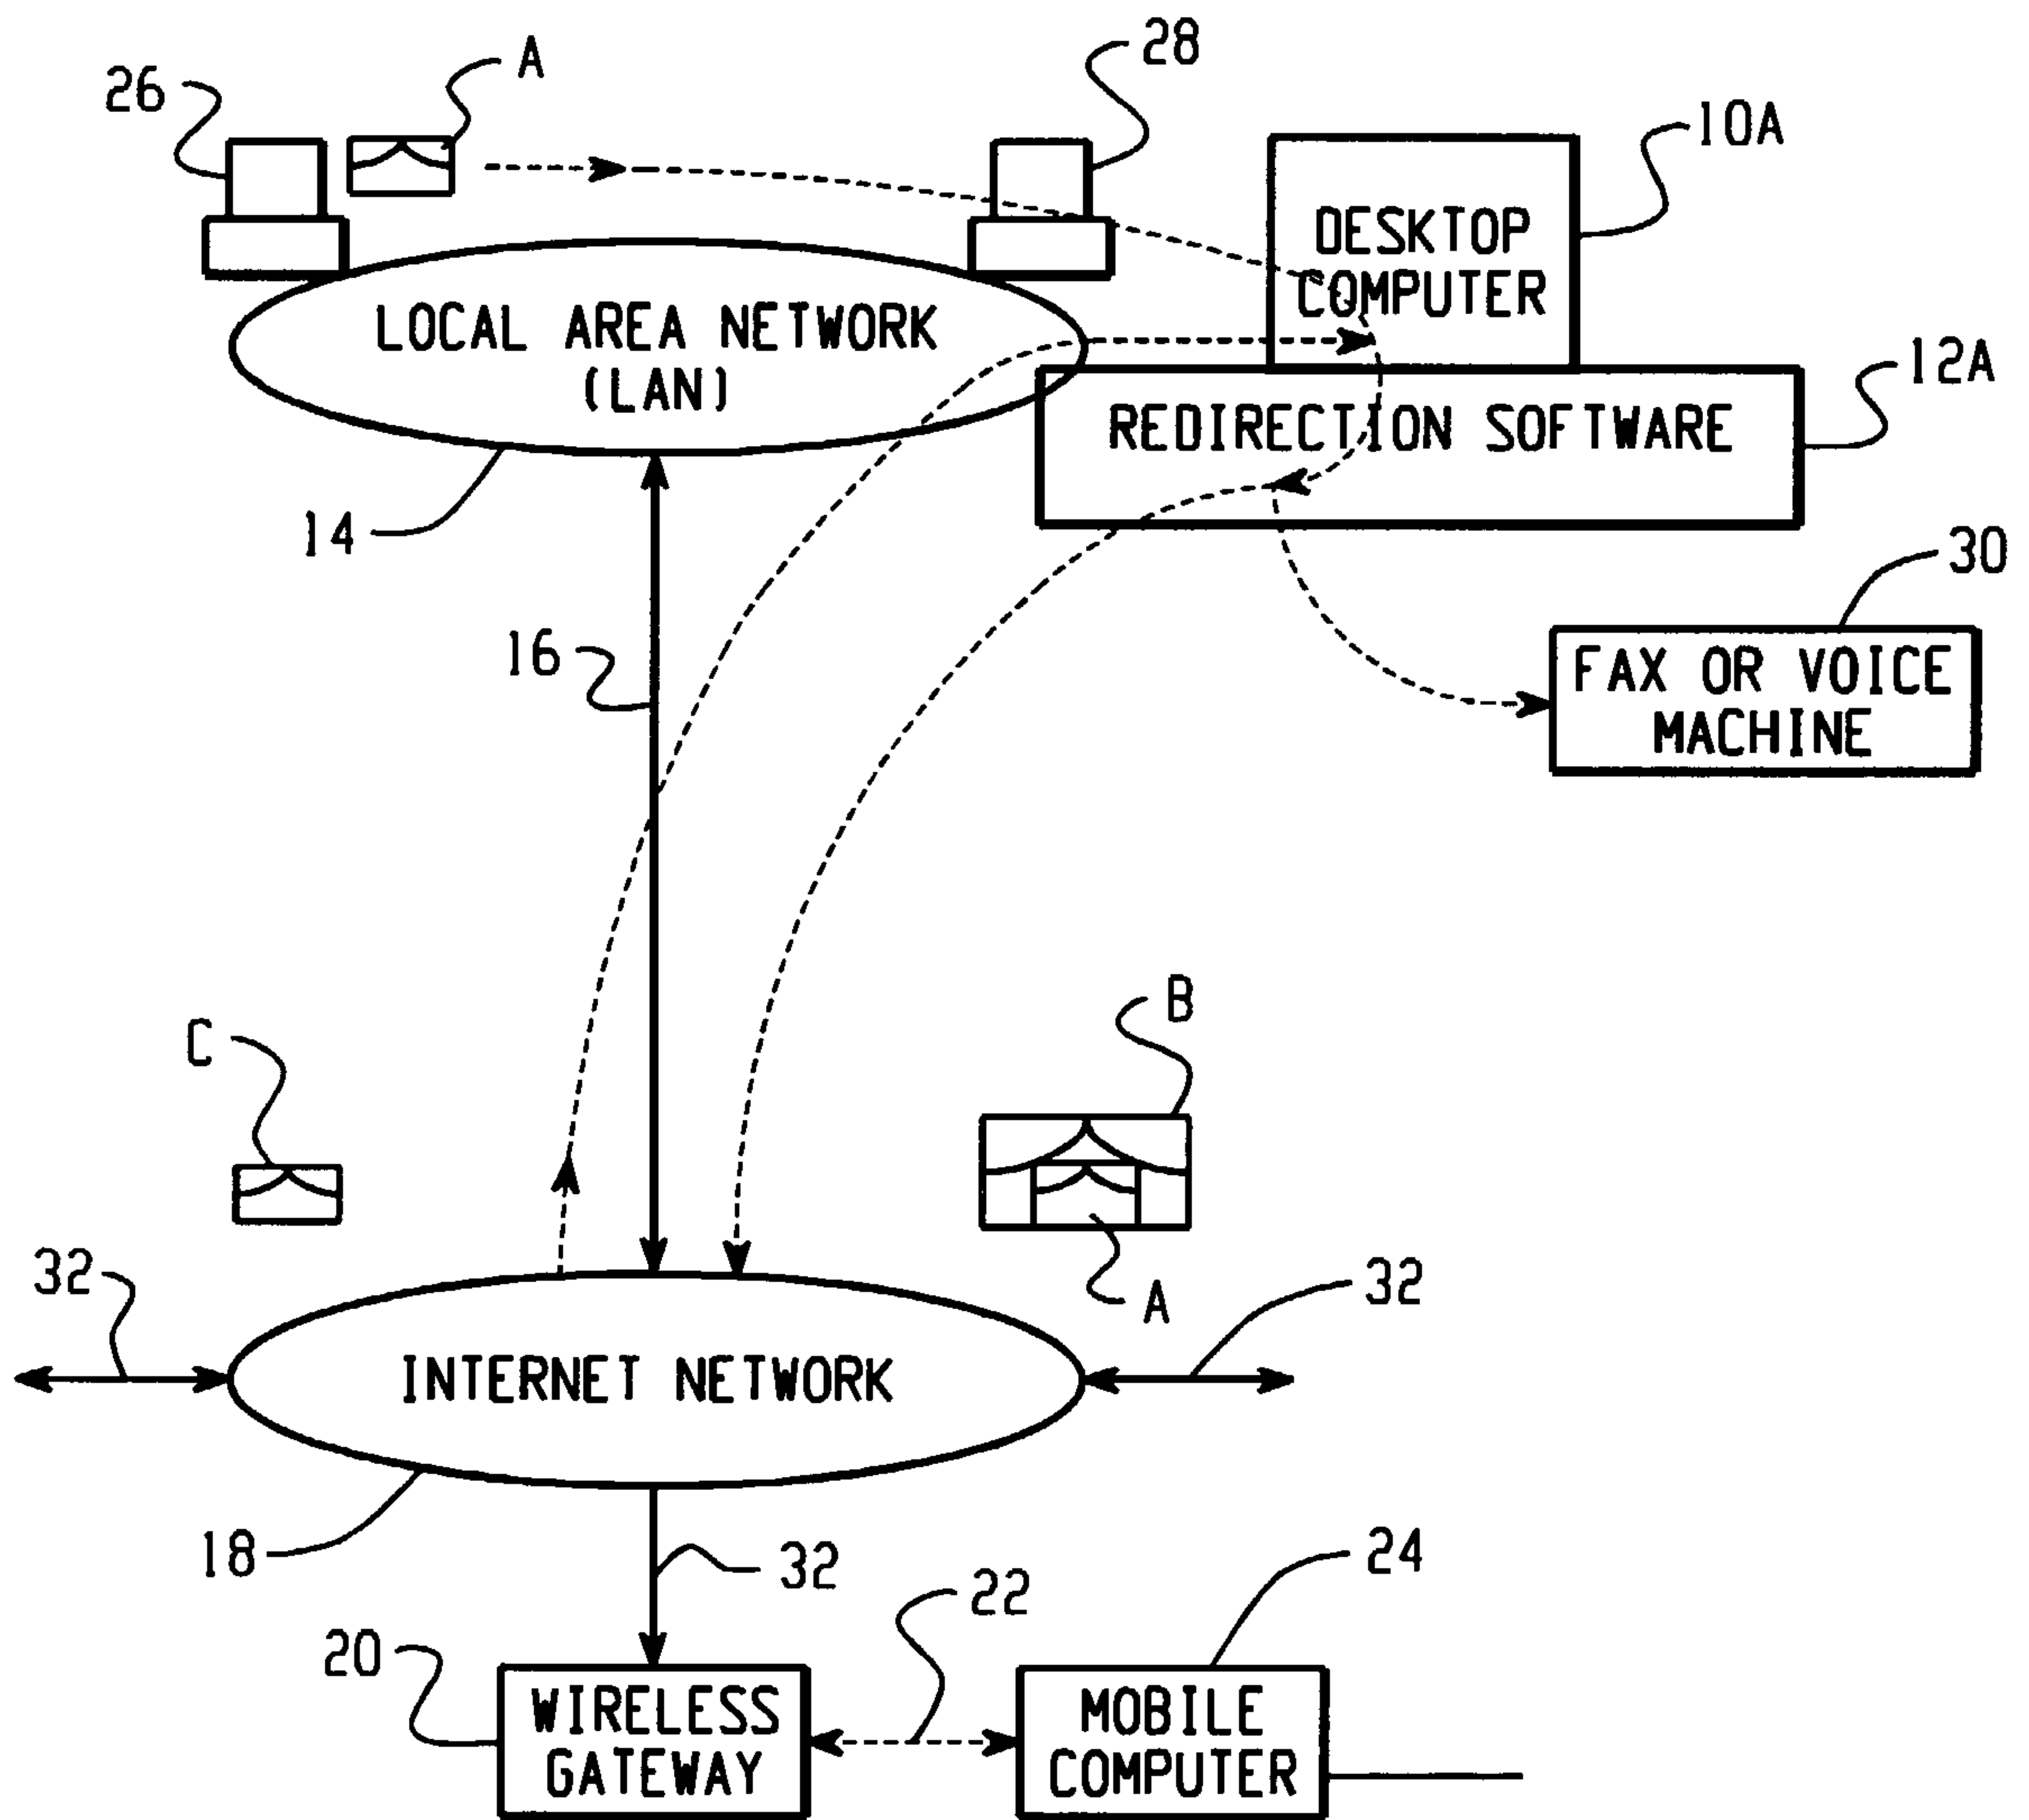 28
A
26
10A
DESKTOP
COMPUTER
LOCAL AREA NETWORK
(LAN)
12A
REDIRECTION SOFTWARE
14
30
16
FAX OR VOICE
MACHINE
B
C
32
A
32
INTERNET NETWORK
18
32
24
22
20
WIRELESS
GATEWAY
MOBILE
COMPUTER